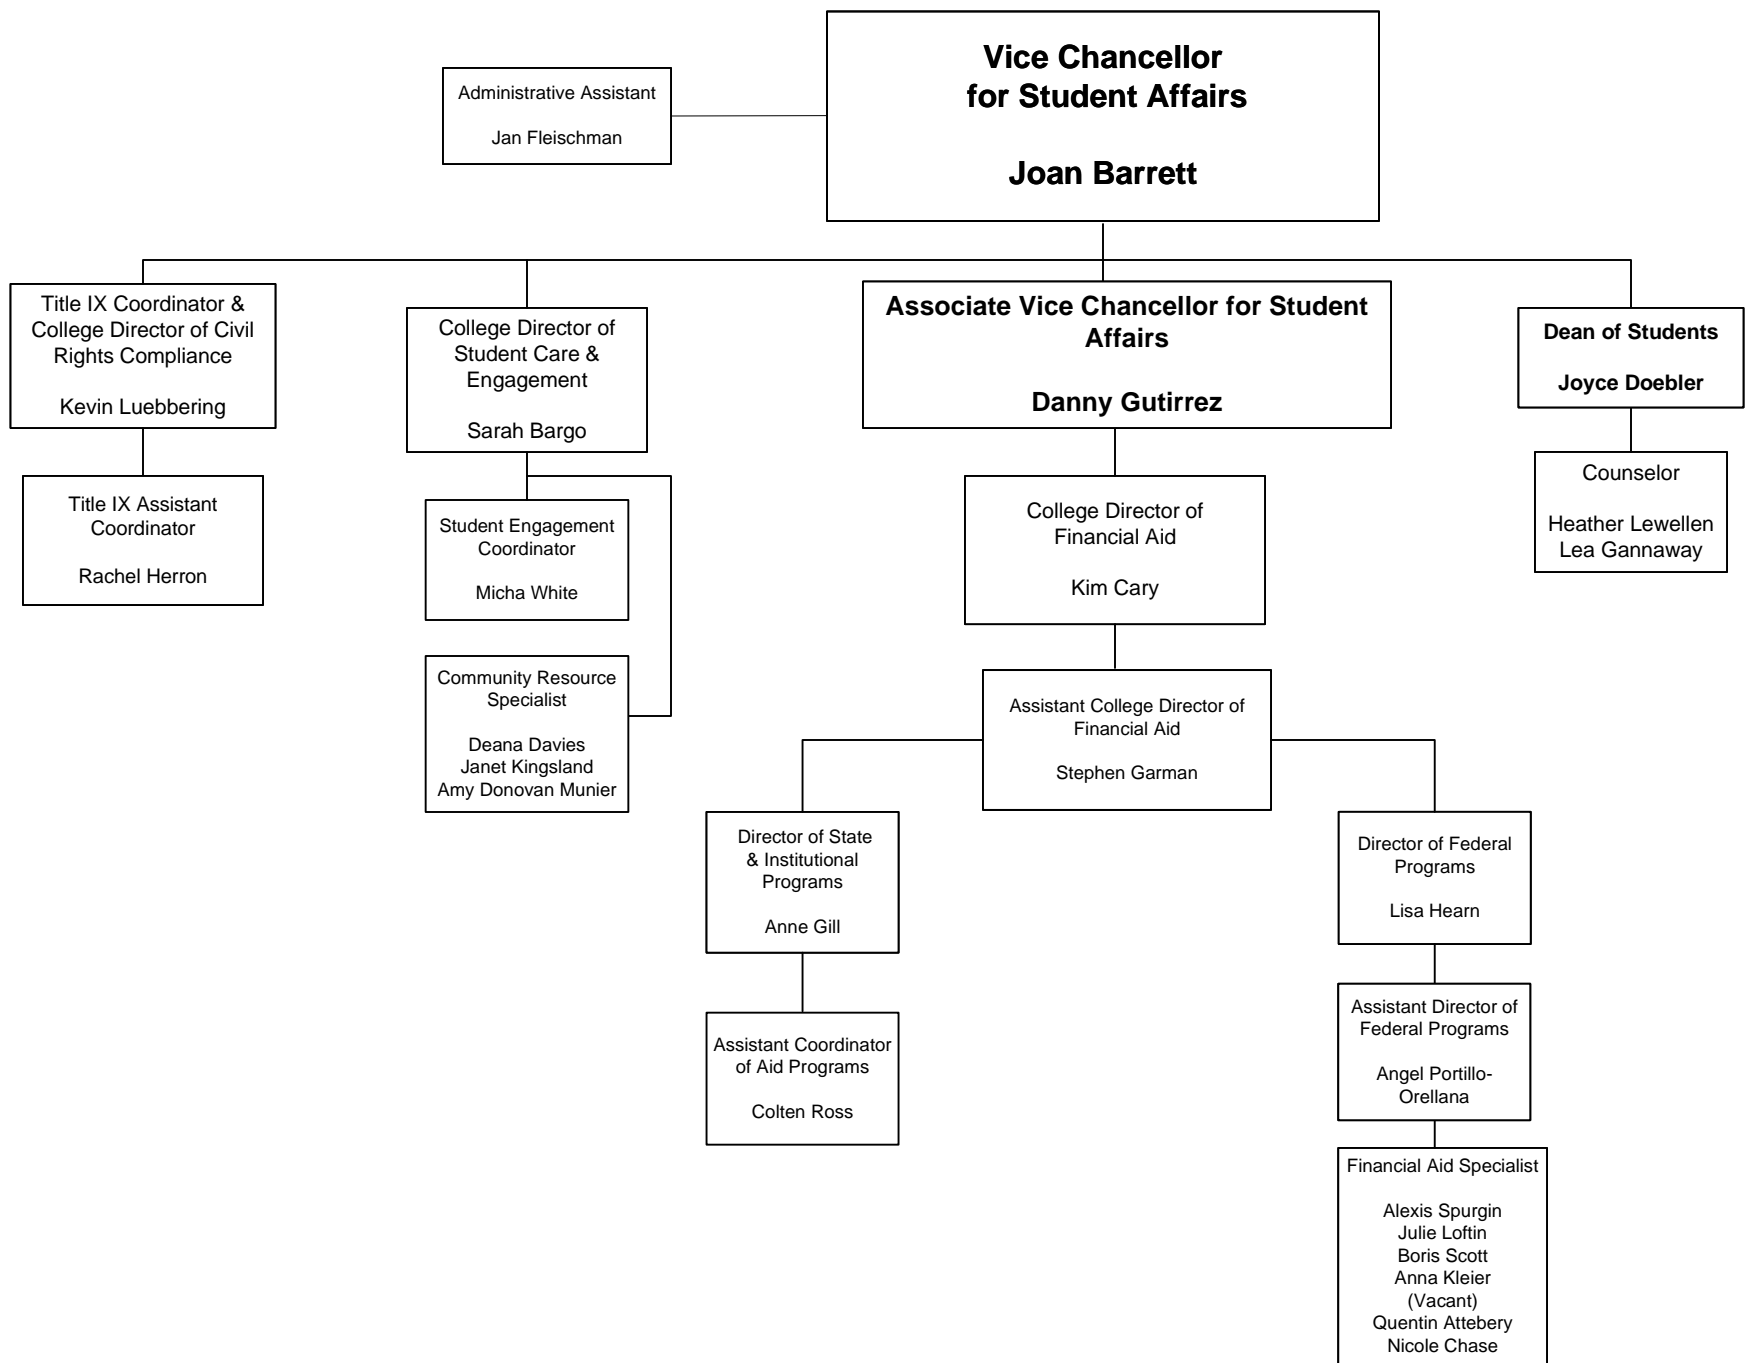 Vice Chancellor
for Student Affairs
Joan Barrett
Administrative Assistant
Jan Fleischman
Title IX Coordinator &
College Director of Civil
Rights Compliance
Kevin Luebbering
College Director of
Student Care &
Engagement
Sarah Bargo
Associate Vice Chancellor for Student
Affairs
Danny Gutirrez
Dean of Students
Joyce Doebler
Title IX Assistant
Coordinator
Rachel Herron
Student Engagement
Coordinator
Micha White
College Director of
Financial Aid
Kim Cary
Counselor
Heather Lewellen
Lea Gannaway
Community Resource
Specialist
Deana Davies
Janet Kingsland
Amy Donovan Munier
Assistant College Director of
Financial Aid
Stephen Garman
Director of State
& Institutional
Programs
Anne Gill
Director of Federal
Programs
Lisa Hearn
Assistant Coordinator
of Aid Programs
Colten Ross
Assistant Director of
Federal Programs
Angel Portillo-
Orellana
Financial Aid Specialist
Alexis Spurgin
Julie Loftin
Boris Scott
Anna Kleier
(Vacant)
Quentin Attebery
Nicole Chase